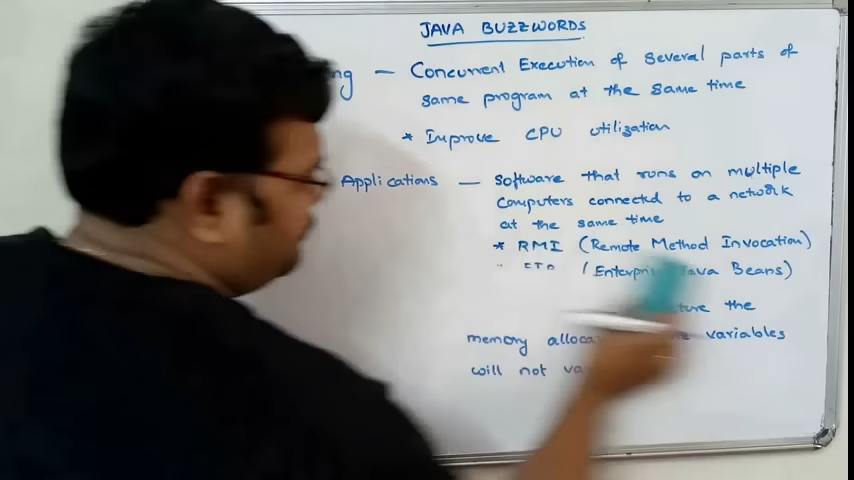 JAVA BUZZWORDS
ng — Concurrent Execution of several parts of
same program at the same time
* Improve CPU utilization
Applications — Software that runs on multiple
Computers connected to a network
at the same time
* RMI (Remote Method Invocation)
(Enterpri Java Beans)
ture the
memory alloca variables
will not va